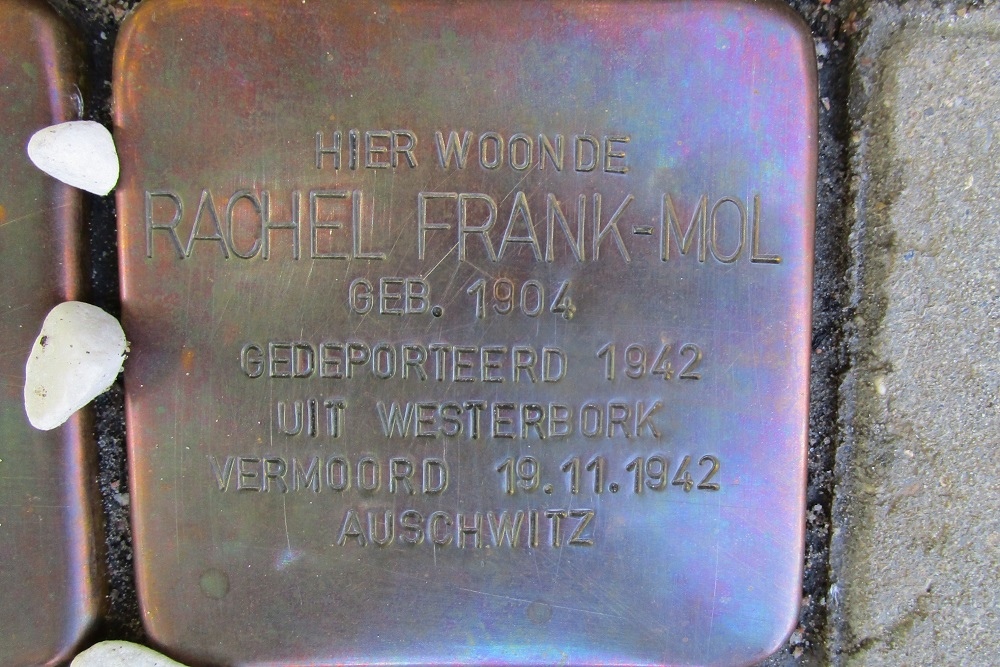 HIER WOONDE
RACHEL FRANK-MOL
GEB. 1904
GEDEPORTEERD 1942
UIT WESTERBORK
VERMOORD 19.11.1942
AUSCHWITZ